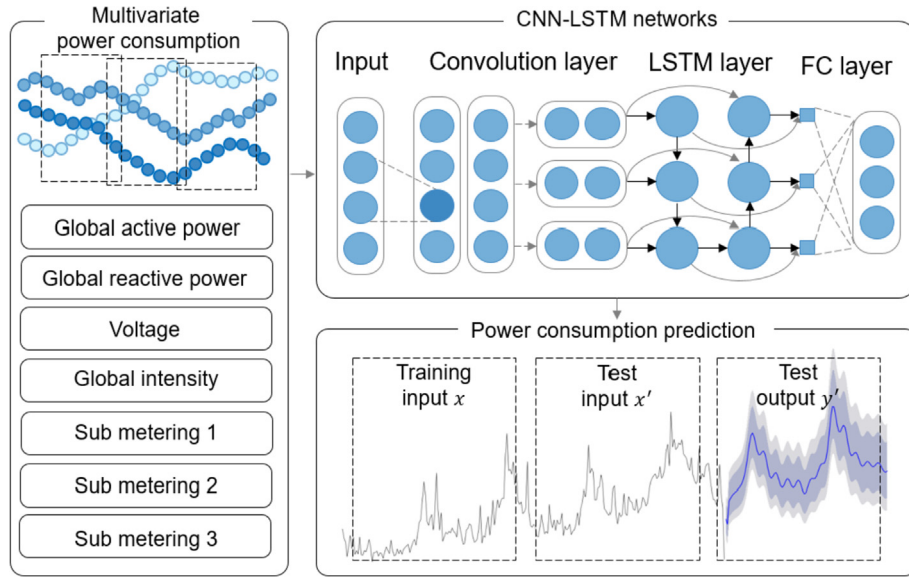 Multivariate
power consumption
Global active power
Global reactive power
Voltage
Global intensity
Sub metering 1
Sub metering 2
Sub metering 3
CNN-LSTM networks
Input
Convolution layer
LSTM layer
FC layer
Power consumption prediction
Training
input x
Test
input x′
Test
output y′